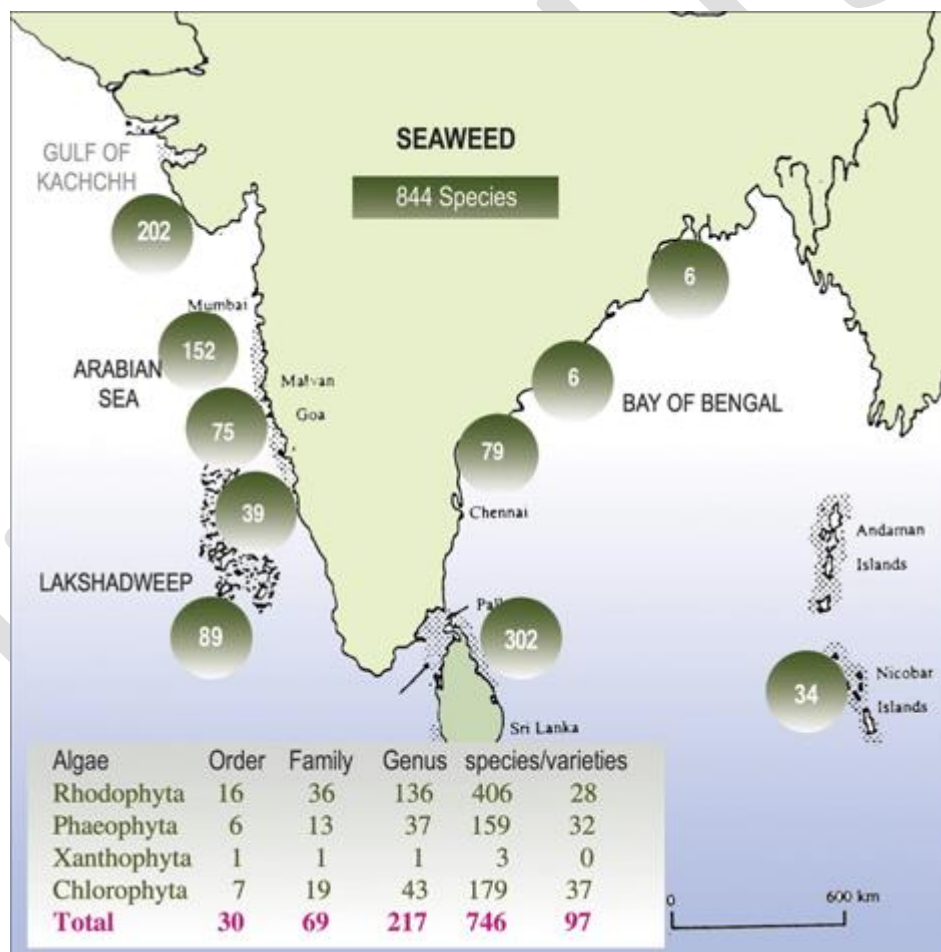 SEAWEED
844 Species
GULF OF
KACHCHH
202
6
Mumbai
152
ARABIAN
SEA
Malvan
6
BAY OF BENGAL
Goa
75
79
39
Chennai
Andaman
Islands
LAKSHADWEEP
89
302
Nicobar
34
Islands
Sri Lanka
Algae Order Family Genus species/varieties
Rhodophyta 16 36 136 406 28
Phaeophyta 6 13 37 159 32
Xanthophyta 1 1 1 3 0
Chlorophyta 7 19 43 179 37
Total 30 69 217 746 97
0 600 km